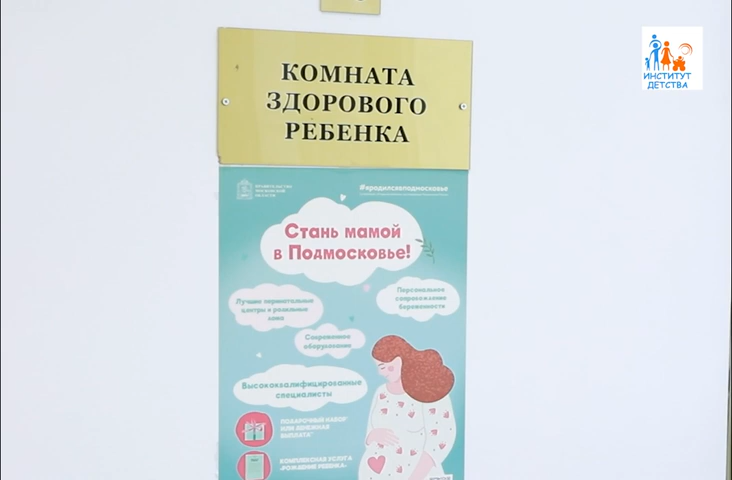 ИНСТИТУТ
ДЕТСТВА
КОМНАТА
ЗДОРОВОГО
РЕБЕНКА
#яродилсявподмосковье
Стань мамой
в Подмосковье!
Лучшие перинатальные
центры и родильные
дома
Персональное
сопровождение
беременности
Современное
оборудование
Высококвалифицированные
специалисты
ПОДАРОЧНЫЙ НАБОР
ИЛИ ДЕНЕЖНАЯ
ВЫПЛАТА*
КОМПЛЕКСНАЯ УСЛУГА
«РОЖДЕНИЕ РЕБЕНКА»